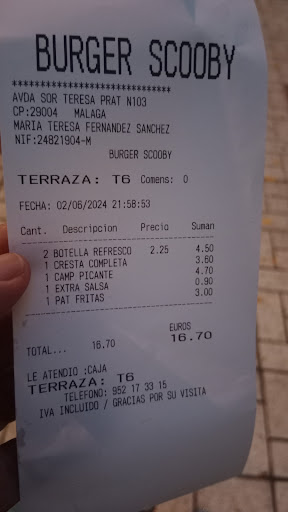 BURGER SCOOBY
******************************
AVDA SOR TERESA PRAT N103
CP:29004 MALAGA
MARIA TERESA FERNANDEZ SANCHEZ
NIF:24821904-M
BURGER SCOOBY
TERRAZA: T6 Comens: 0
FECHA: 02/06/2024 21:58:53
Cant. Descripcion Precio Suman
2 BOTELLA REFRESCO 2.25 4.50
1 CRESTA COMPLETA 3.60
1 CAMP PICANTE 4.70
1 EXTRA SALSA 0.90
1 PAT FRITAS 3.00
EUROS
TOTAL... 16.70 16.70
LE ATENDIO :CAJA
TERRAZA: T6
TELEFONO: 952 17 33 15
IVA INCLUIDO / GRACIAS POR SU VISITA